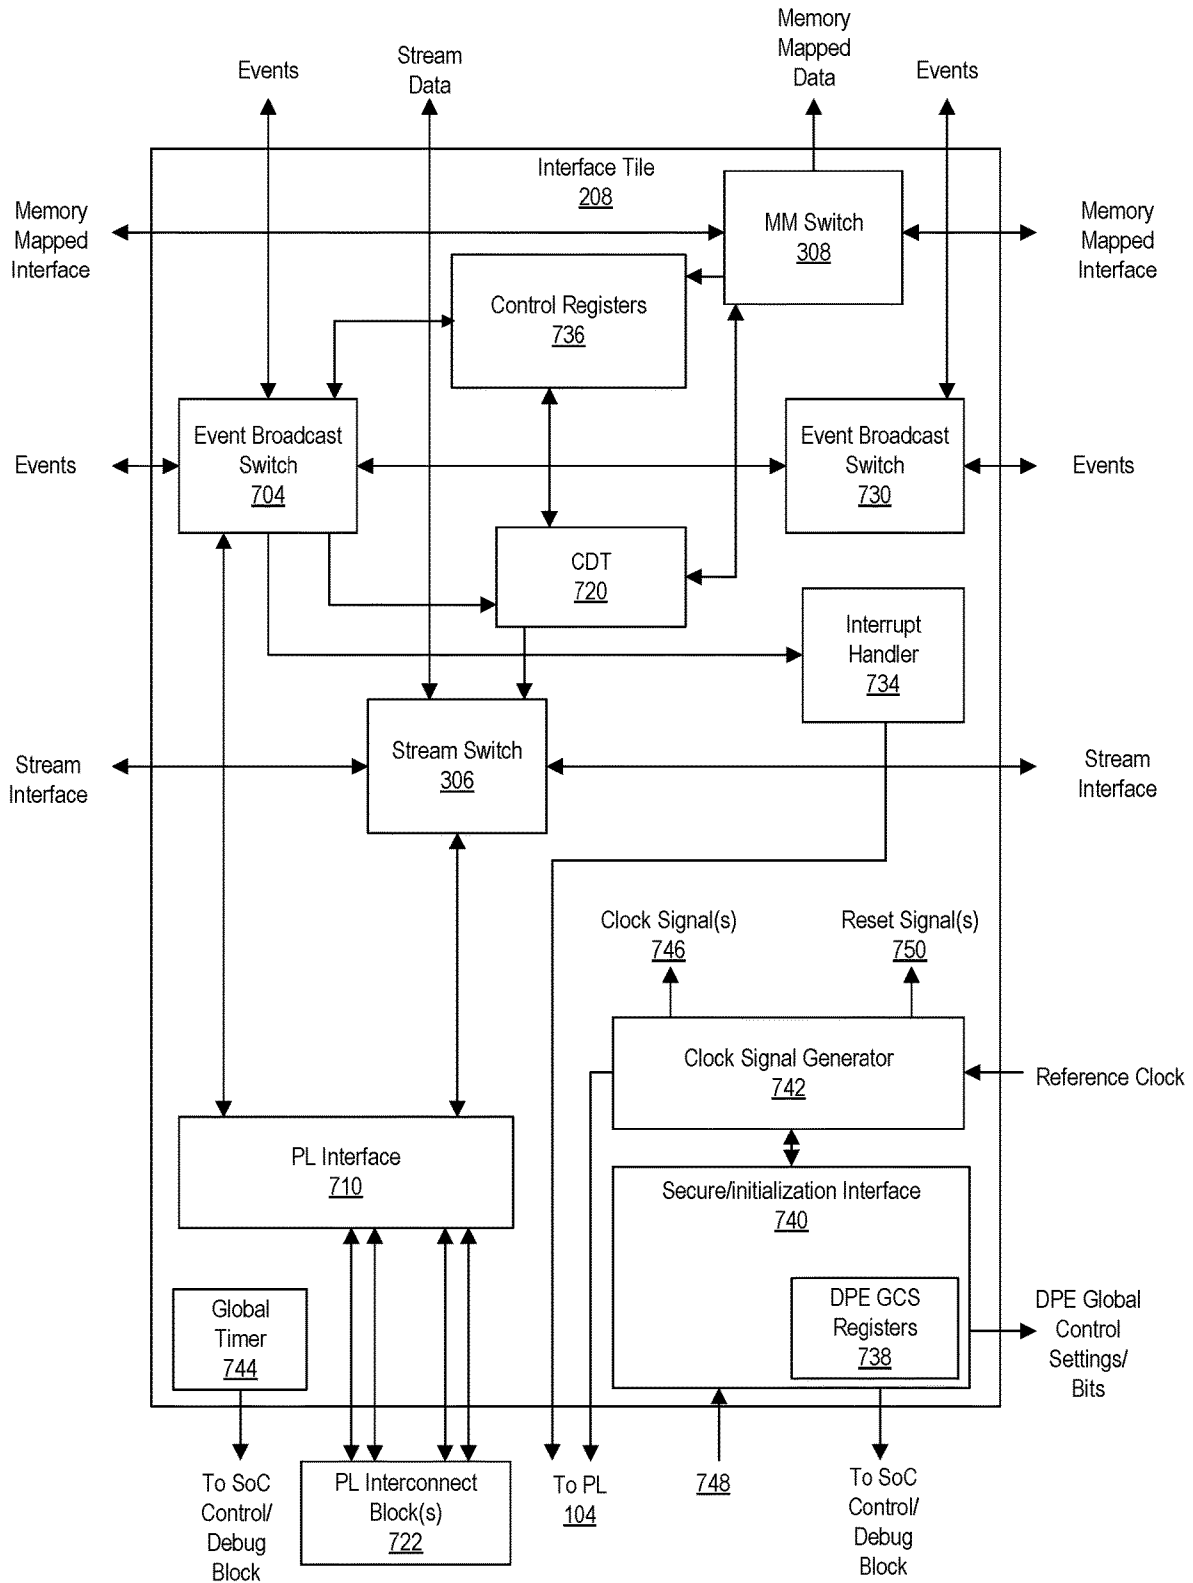 Memory
Mapped
Data
Stream
Data
Events
Events
Interface Tile
208
MM Switch
308
Memory
Mapped
Interface
Memory
Mapped
Interface
Control Registers
736
Event Broadcast
Switch
704
Event Broadcast
Switch
730
Events
Events
CDT
720
Interrupt
Handler
734
Stream Switch
306
Stream
Interface
Stream
Interface
Clock Signal(s)
746
Reset Signal(s)
750
Clock Signal Generator
742
Reference Clock
PL Interface
710
Secure/initialization Interface
740
DPE GCS
Registers
738
DPE Global
Control
Settings/
Bits
Global
Timer
744
To SoC
Control/
Debug
Block
PL Interconnect
Block(s)
722
To PL
104
748
To SoC
Control/
Debug
Block